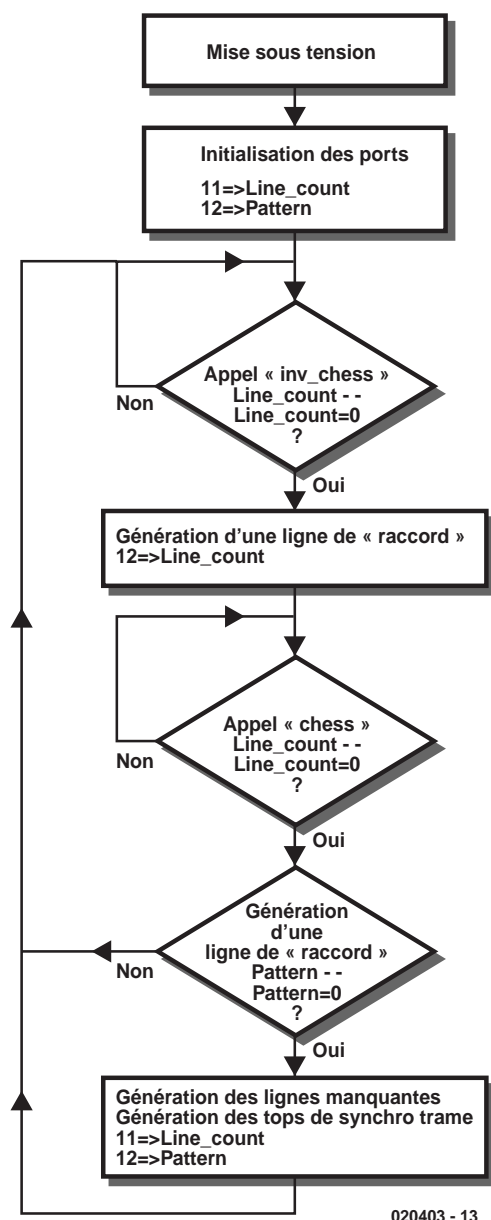 Mise sous tension
Initialisation des ports
11=>Line_count
12=>Pattern
Appel « inv_chess »
Line_count - -
Line_count=0
?
Non
Oui
Génération d'une ligne de « raccord »
12=>Line_count
Appel « chess »
Line_count - -
Line_count=0
?
Non
Oui
Génération
d'une
ligne de « raccord »
Pattern - -
Pattern=0
?
Non
Oui
Génération des lignes manquantes
Génération des tops de synchro trame
11=>Line_count
12=>Pattern
020403 - 13